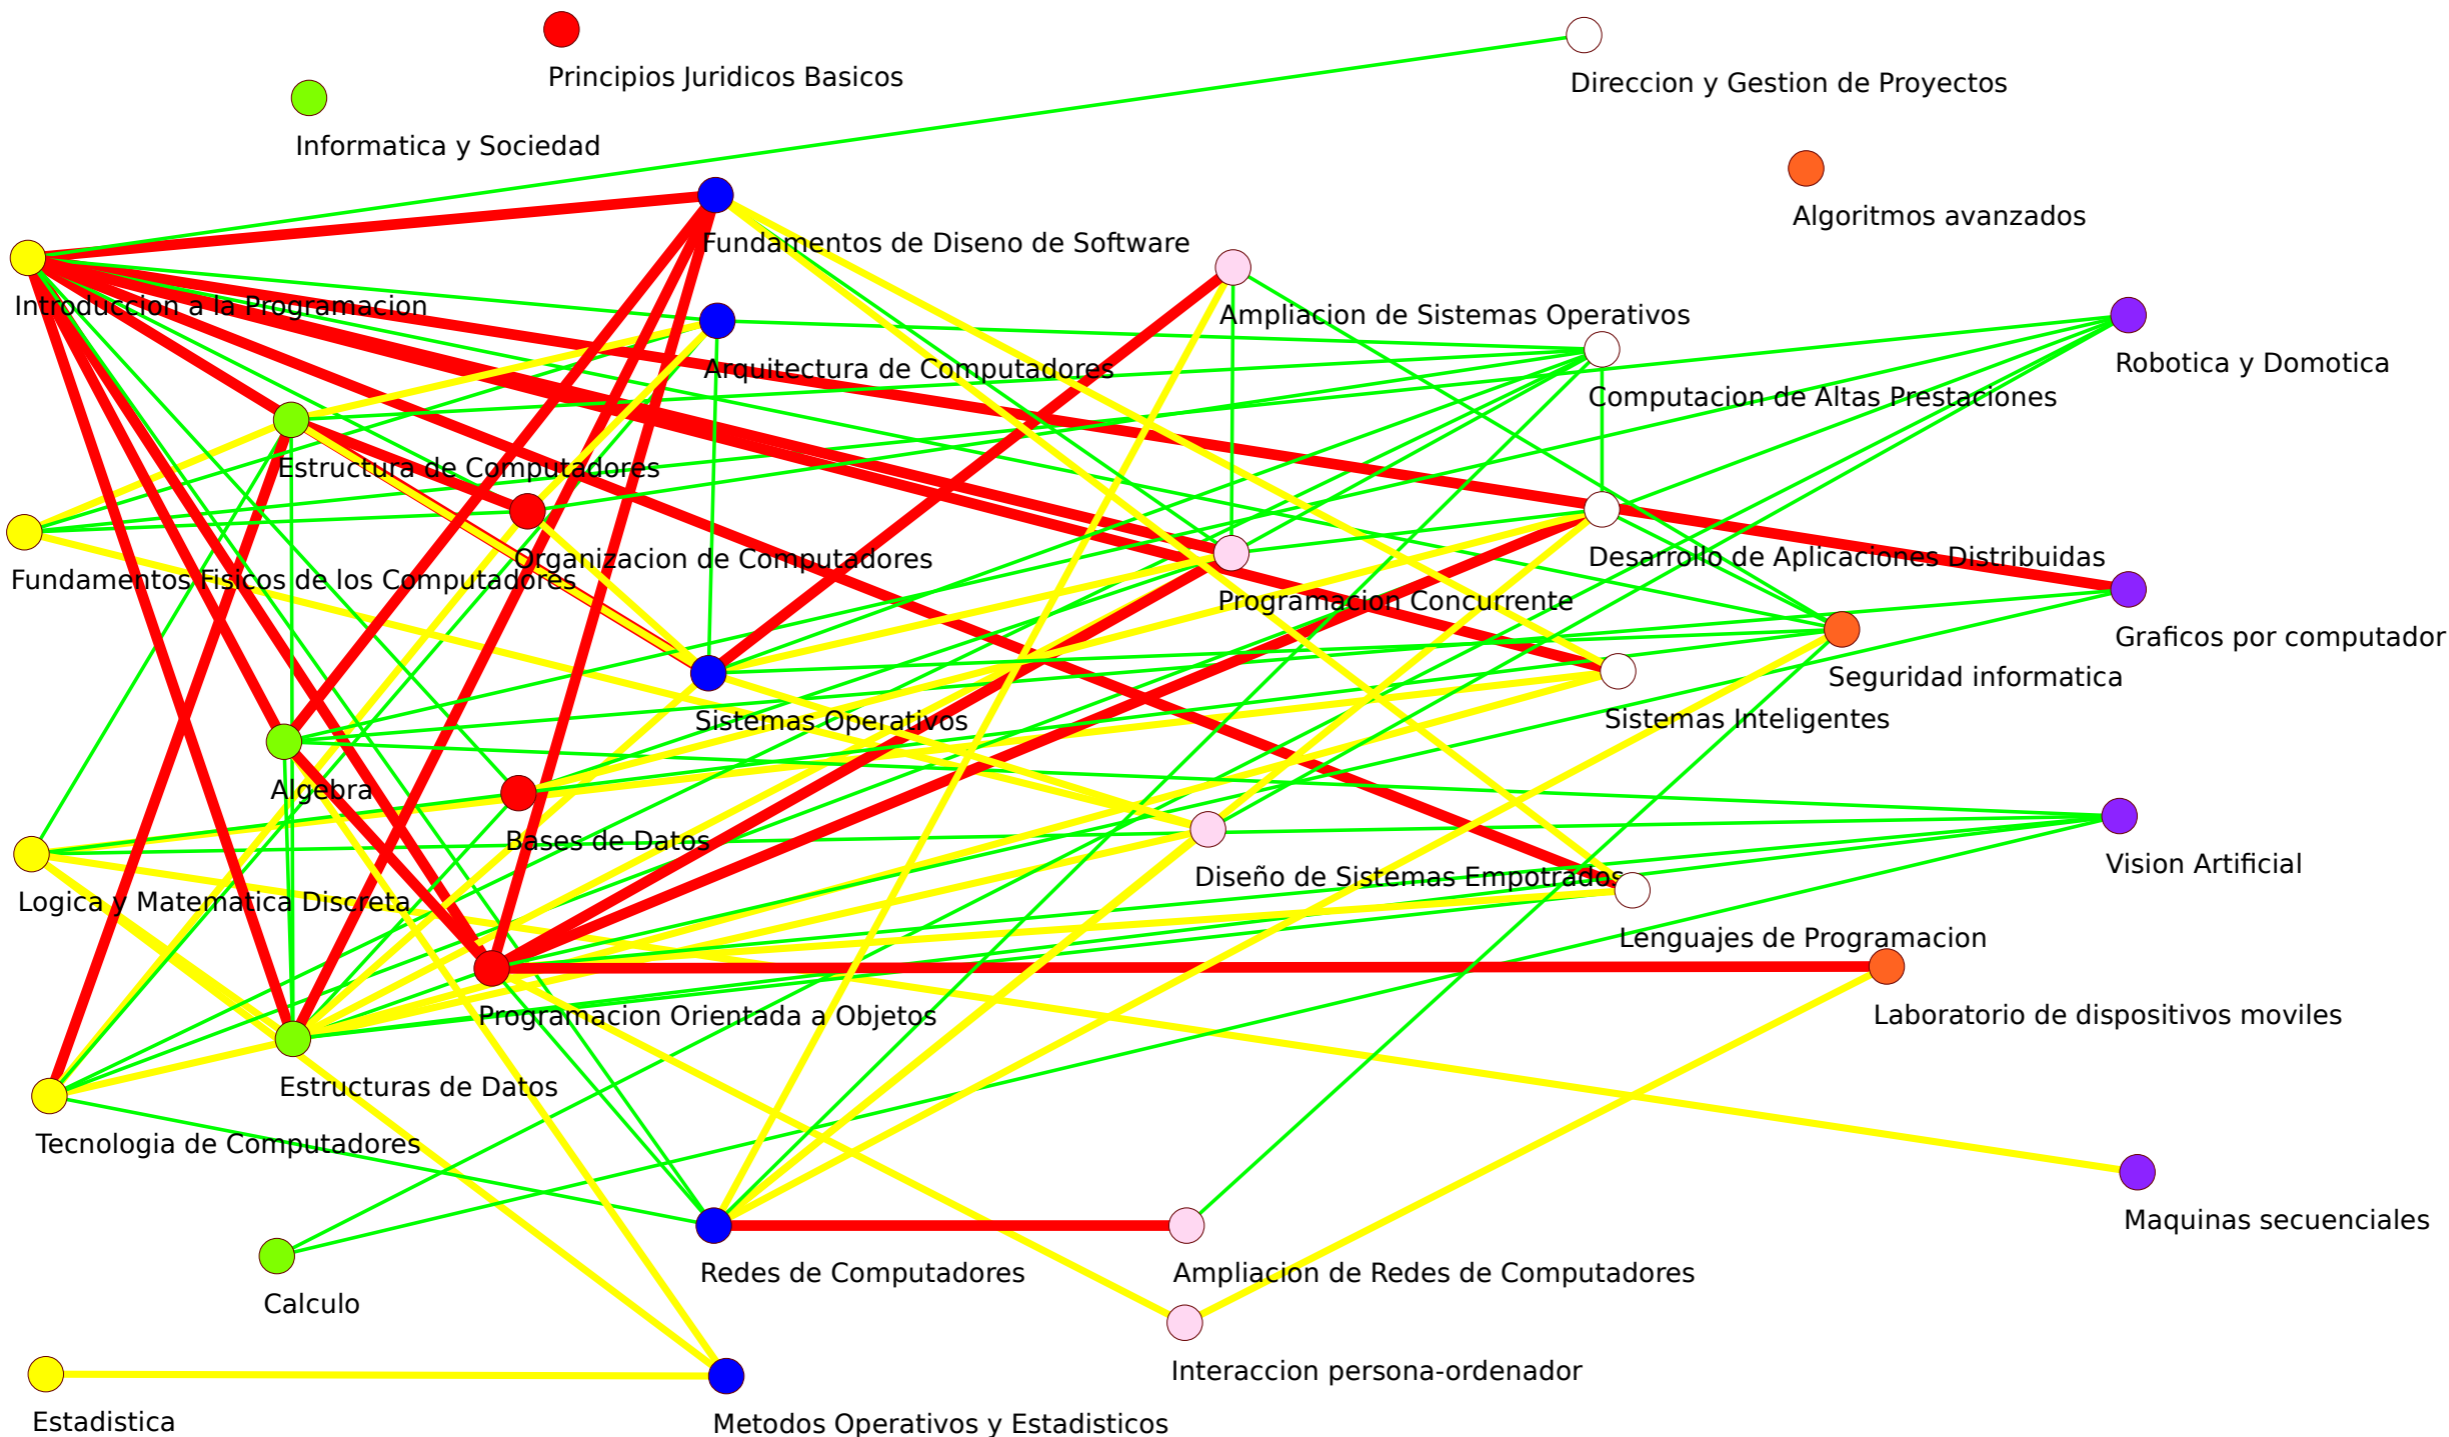 Principios Juridicos Basicos
Direccion y Gestion de Proyectos
Informatica y Sociedad
Algoritmos avanzados
Fundamentos de Diseno de Software
Introduccion a la Programacion
Ampliacion de Sistemas Operativos
Robotica y Domotica
Arquitectura de Computadores
Computacion de Altas Prestaciones
Estructura de Computadores
Organizacion de Computadores
Desarrollo de Aplicaciones Distribuidas
Fundamentos Fisicos de los Computadores
Programacion Concurrente
Graficos por computador
Seguridad informatica
Sistemas Operativos
Sistemas Inteligentes
Algebra
Bases de Datos
Vision Artificial
Diseño de Sistemas Empotrados
Logica y Matematica Discreta
Lenguajes de Programacion
Programacion Orientada a Objetos
Laboratorio de dispositivos moviles
Estructuras de Datos
Tecnologia de Computadores
Maquinas secuenciales
Redes de Computadores
Ampliacion de Redes de Computadores
Calculo
Interaccion persona-ordenador
Estadistica
Metodos Operativos y Estadisticos